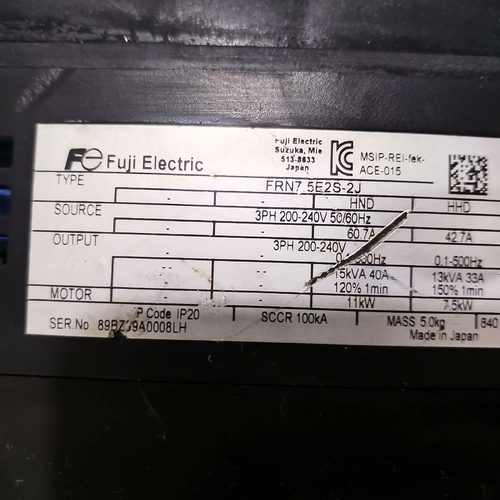 Fuji Electric
Fuji Electric
Suzuka, Mie
513-8633
Japan
MSIP-REI-fek-
ACE-015
TYPE FRN7.5E2S-2J
HND HHD
SOURCE 3PH 200-240V 50/60Hz
-- -- 60.7A 42.7A
OUTPUT 3PH 200-240V
-- -- 0.1-500Hz
-- -- 15kVA 40A 13kVA 33A
-- -- 120% 1min 150% 1min
MOTOR -- -- 11kW 7.5kW
Code IP20 SCCR 100kA MASS 5.0kg 840
SER.No Made in Japan